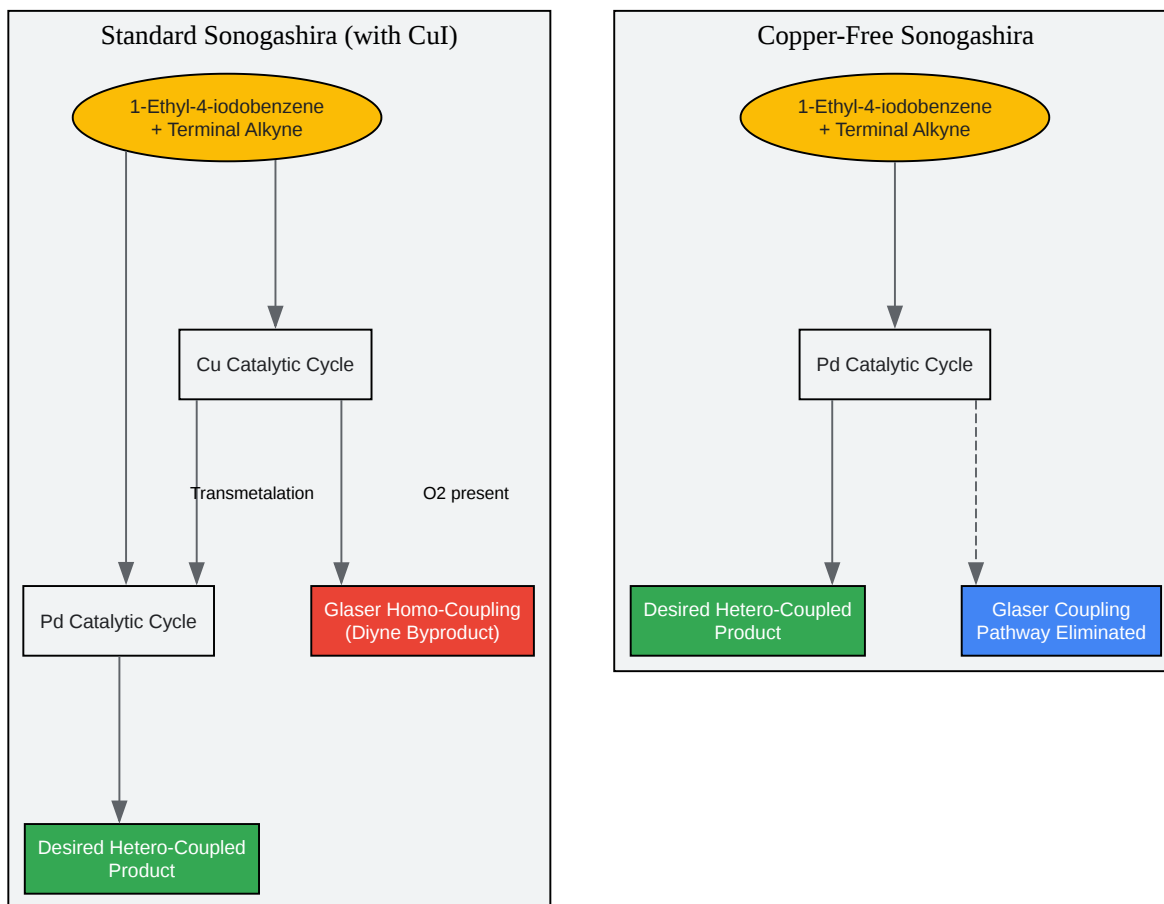 Standard Sonogashira (with CuI)
1-Ethyl-4-iodobenzene
+ Terminal Alkyne
Cu Catalytic Cycle
Transmetalation
O2 present
Pd Catalytic Cycle
Glaser Homo-Coupling
(Diyne Byproduct)
Desired Hetero-Coupled
Product
Copper-Free Sonogashira
1-Ethyl-4-iodobenzene
+ Terminal Alkyne
Pd Catalytic Cycle
Desired Hetero-Coupled
Product
Glaser Coupling
Pathway Eliminated